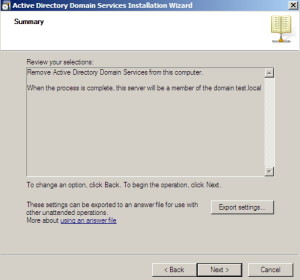 Active Directory Domain Services Installation Wizard
Summary
Review your selections:
Remove Active Directory Domain Services from this computer.
When the process is complete, this server will be a member of the domain test.local
To change an option, click Back. To begin the operation, click Next.
These settings can be exported to an answer file for use with
other unattended operations.
More about using an answer file
Export settings...
< Back
Next >
Cancel